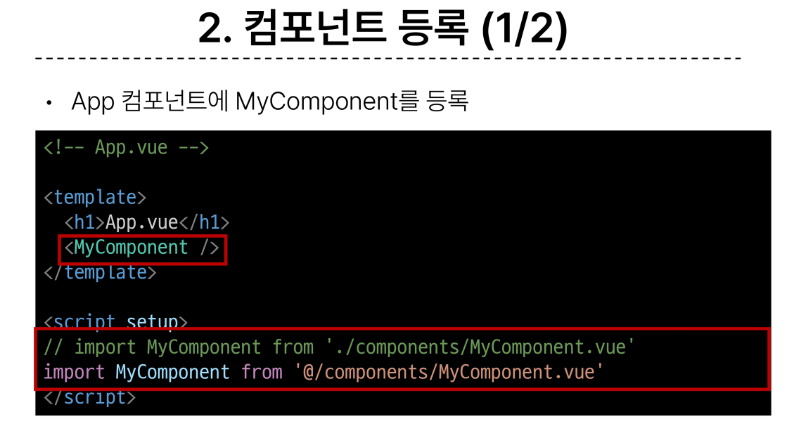 2. 컴포넌트 등록 (1/2)
• App 컴포넌트에 MyComponent를 등록
<!-- App.vue -->
<template>
<h1>App.vue</h1>
<MyComponent />
</template>
<script setup>
// import MyComponent from './components/MyComponent.vue'
import MyComponent from '@/components/MyComponent.vue'
</script>